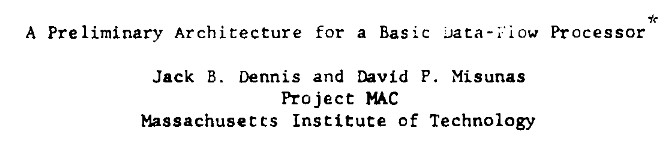 A Preliminary Architecture for a Basic Data-Flow Processor*
Jack B. Dennis and David P. Misunas
Project MAC
Massachusetts Institute of Technology